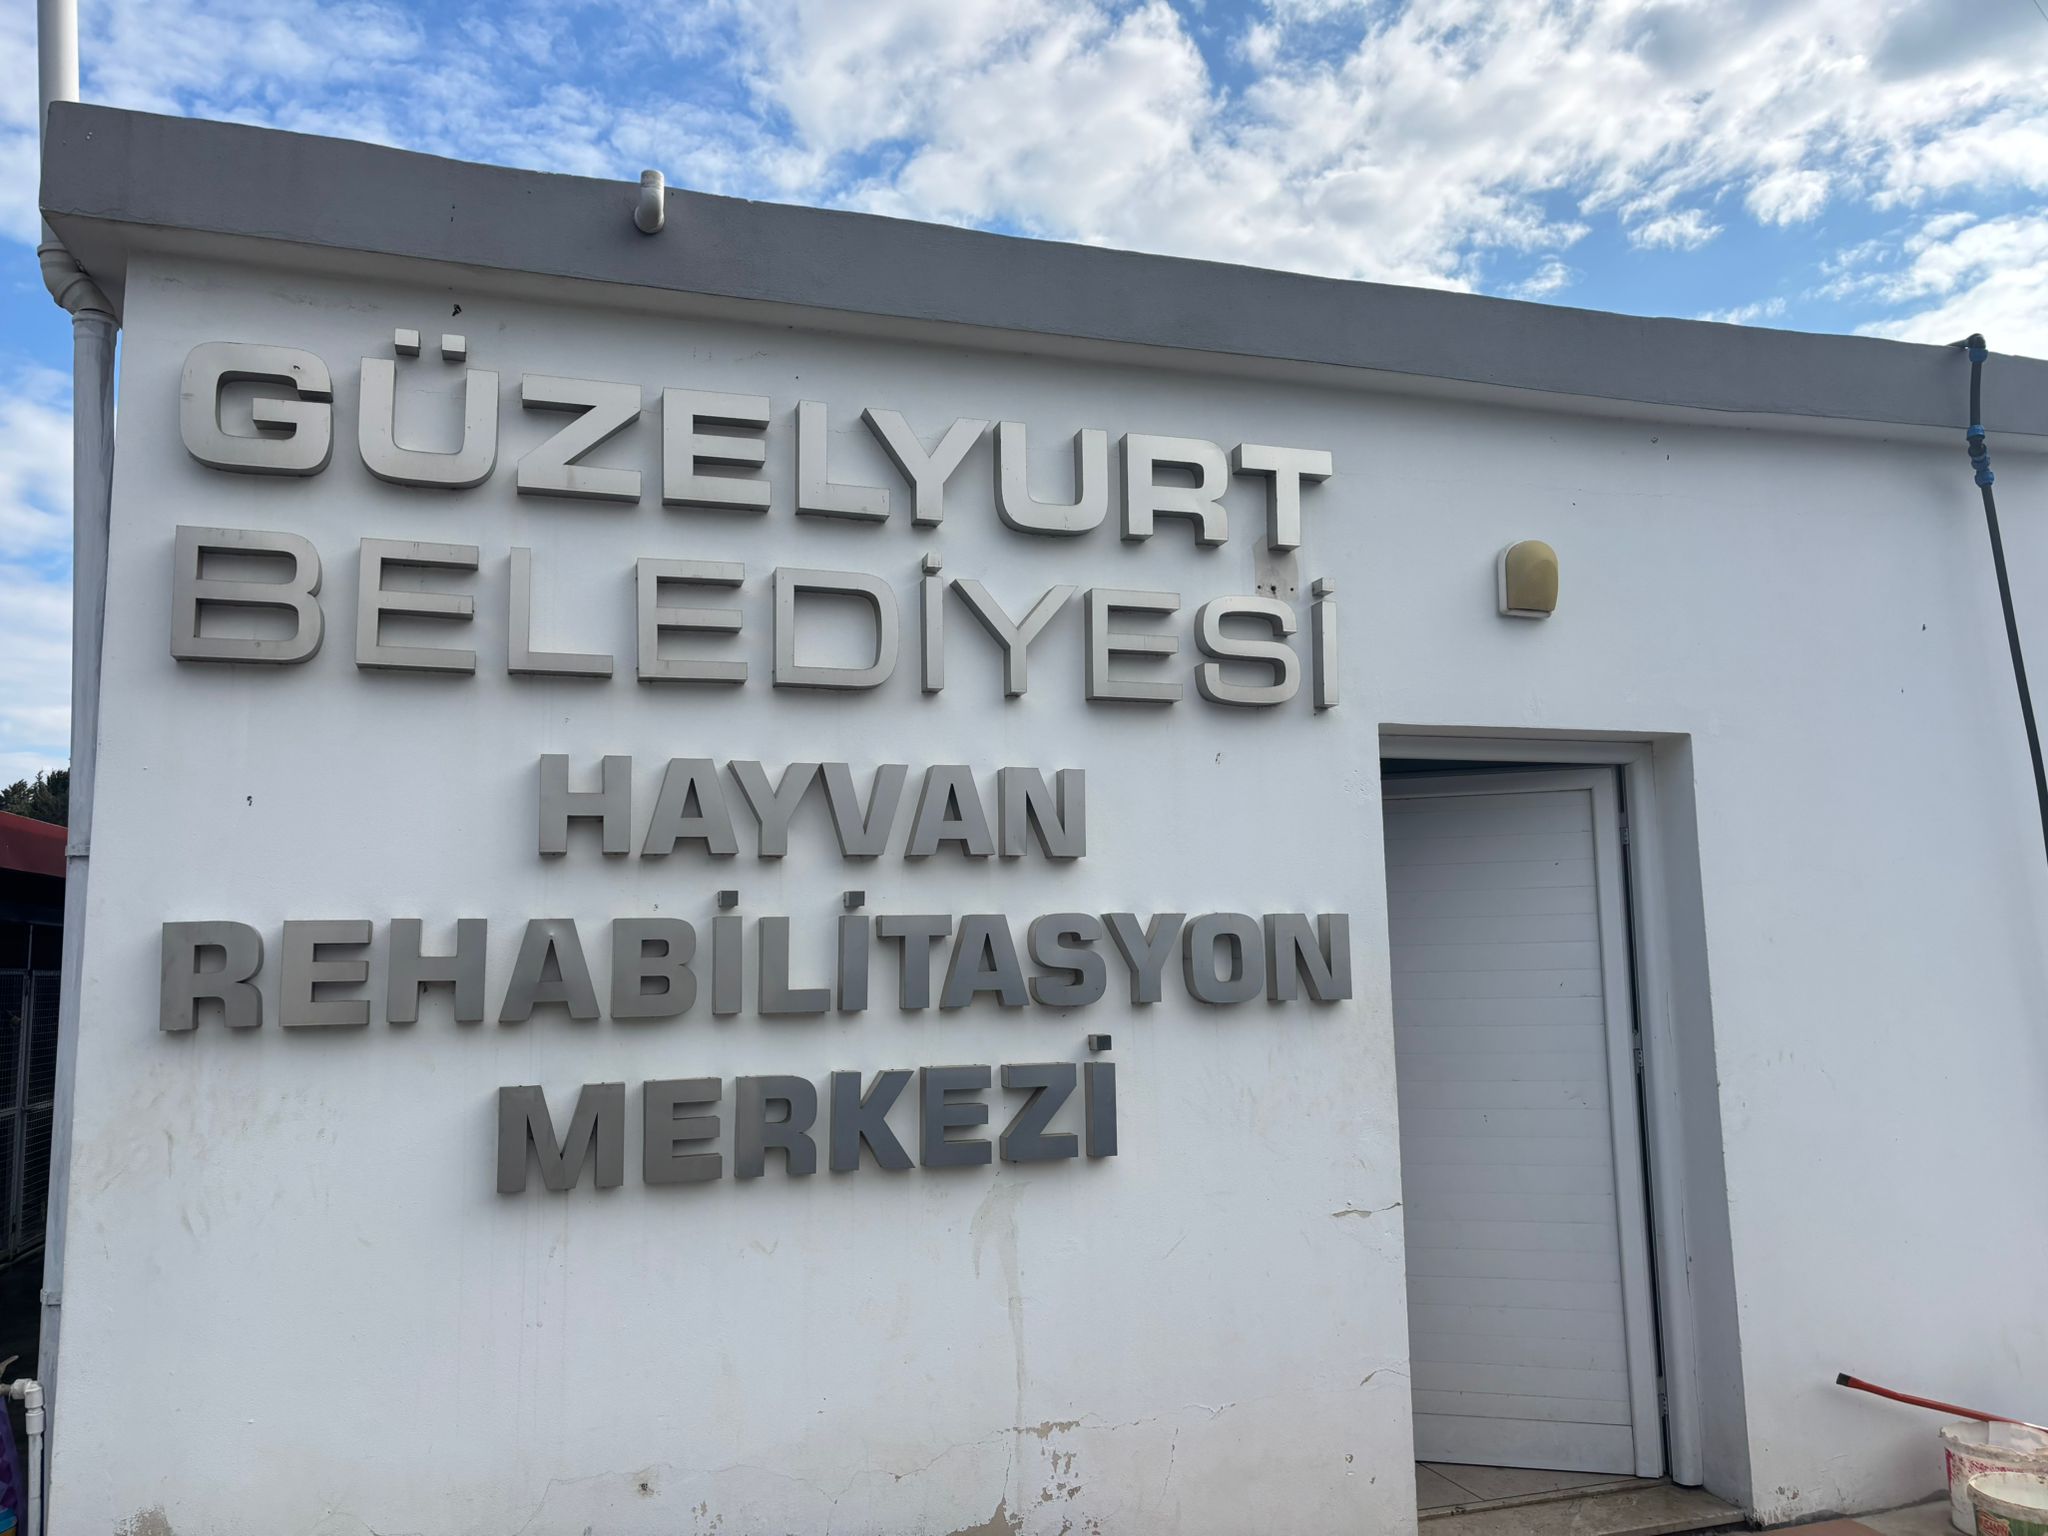 GÜZELYURT
BELEDİYESİ
HAYVAN
REHABİLİTASYON
MERKEZİ